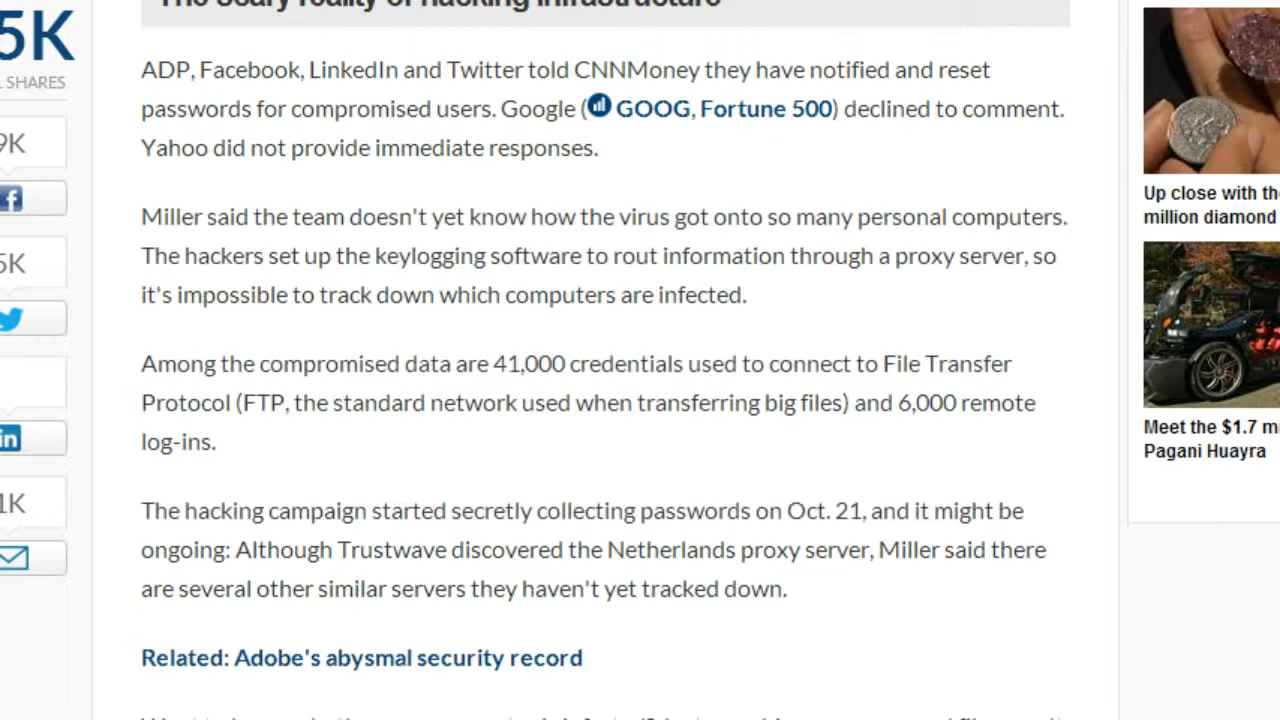 The scary reality of hacking infrastructure
5K
SHARES
9K
5K
1K
ADP, Facebook, LinkedIn and Twitter told CNNMoney they have notified and reset
passwords for compromised users. Google (GOOG, Fortune 500) declined to comment.
Yahoo did not provide immediate responses.
Miller said the team doesn't yet know how the virus got onto so many personal computers.
The hackers set up the keylogging software to rout information through a proxy server, so
it's impossible to track down which computers are infected.
Among the compromised data are 41,000 credentials used to connect to File Transfer
Protocol (FTP, the standard network used when transferring big files) and 6,000 remote
log-ins.
The hacking campaign started secretly collecting passwords on Oct. 21, and it might be
ongoing: Although Trustwave discovered the Netherlands proxy server, Miller said there
are several other similar servers they haven't yet tracked down.
Related: Adobe's abysmal security record
Up close with the
million diamond
Meet the $1.7 mi
Pagani Huayra